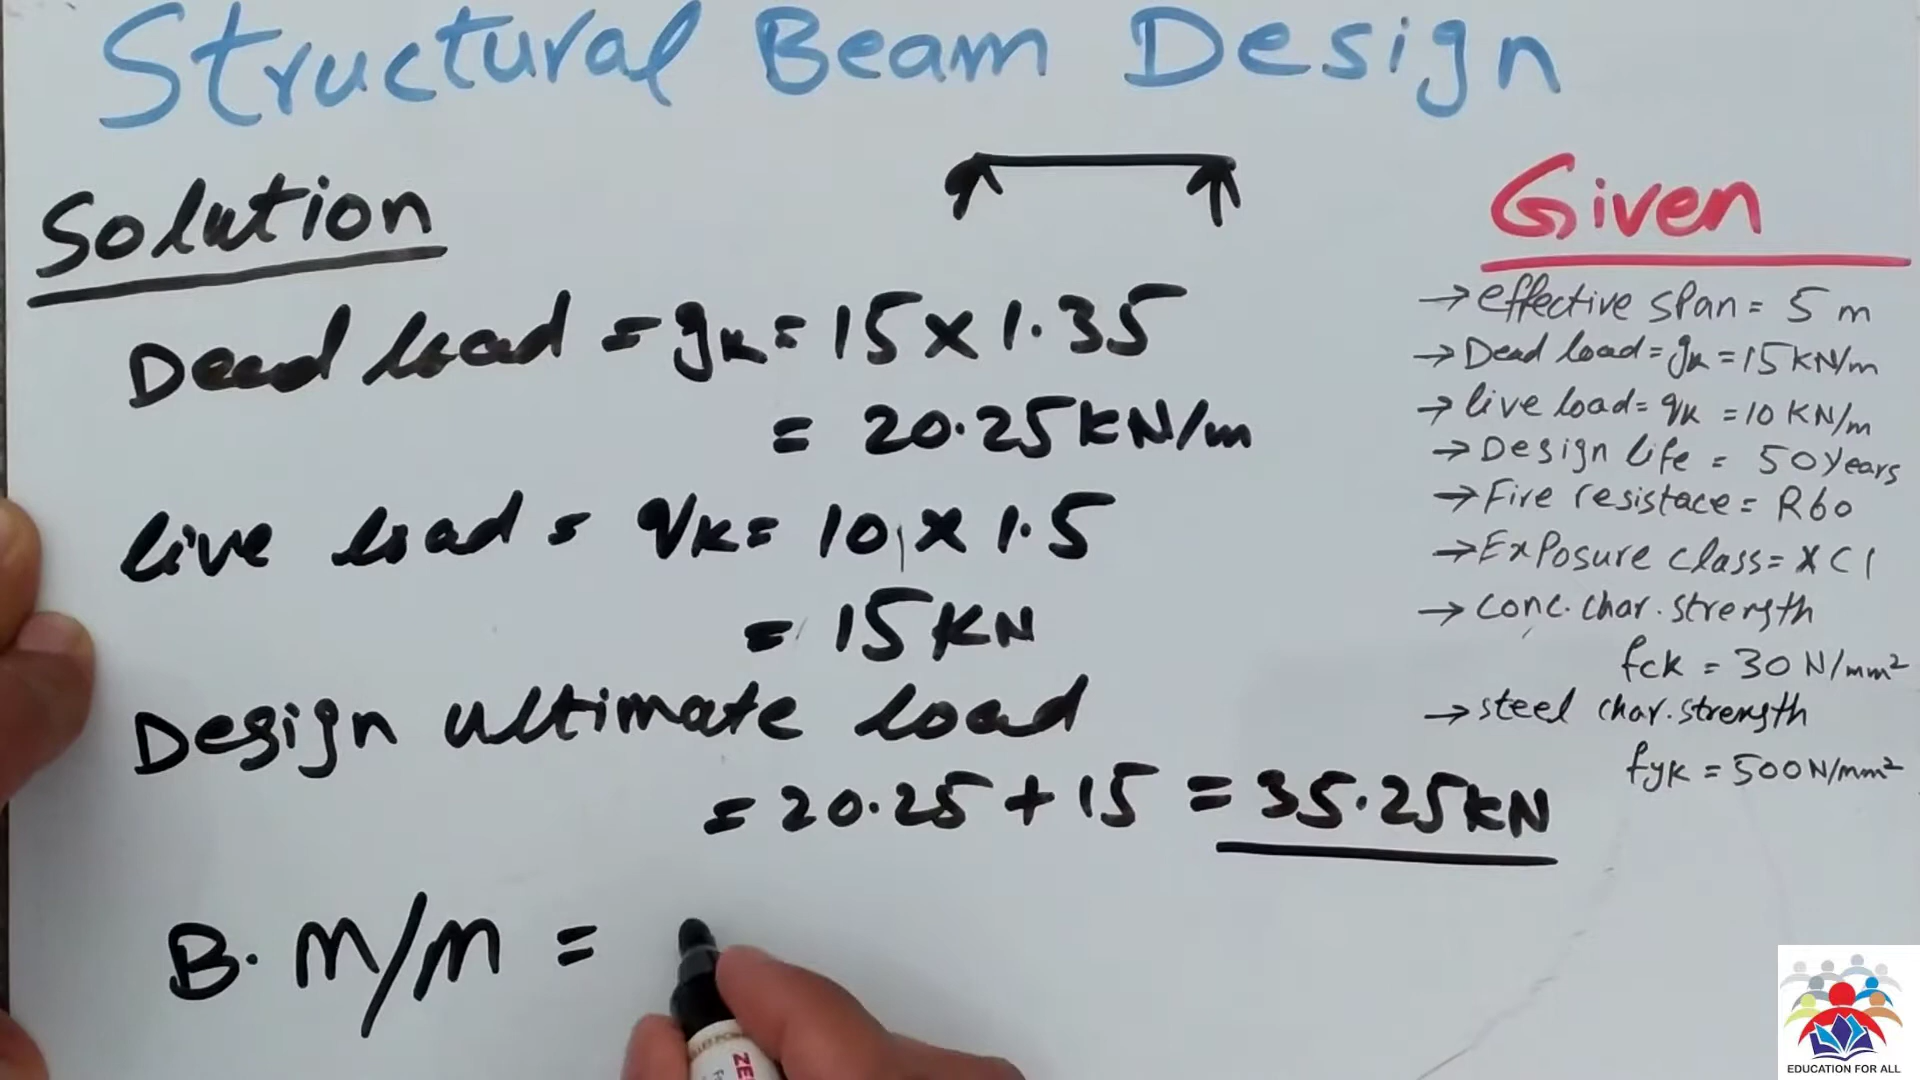 Structural Beam Design
Solution
Dead load = gk = 15 x 1.35
= 20.25 KN/m
live load = qk = 10 x 1.5
= 15 KN
Design ultimate load
= 20.25 + 15 = 35.25 KN
B. m/m =
Given
→ effective span = 5 m
→ Dead load = gk = 15 KN/m
→ live load = qk = 10 KN/m
→ Design life = 50 Years
→ Fire resistace = R60
→ Exposure class = XC1
→ conc. char. strength
fck = 30 N/mm²
→ steel char. strength
fyk = 500 N/mm²
ZE
EDUCATION FOR ALL